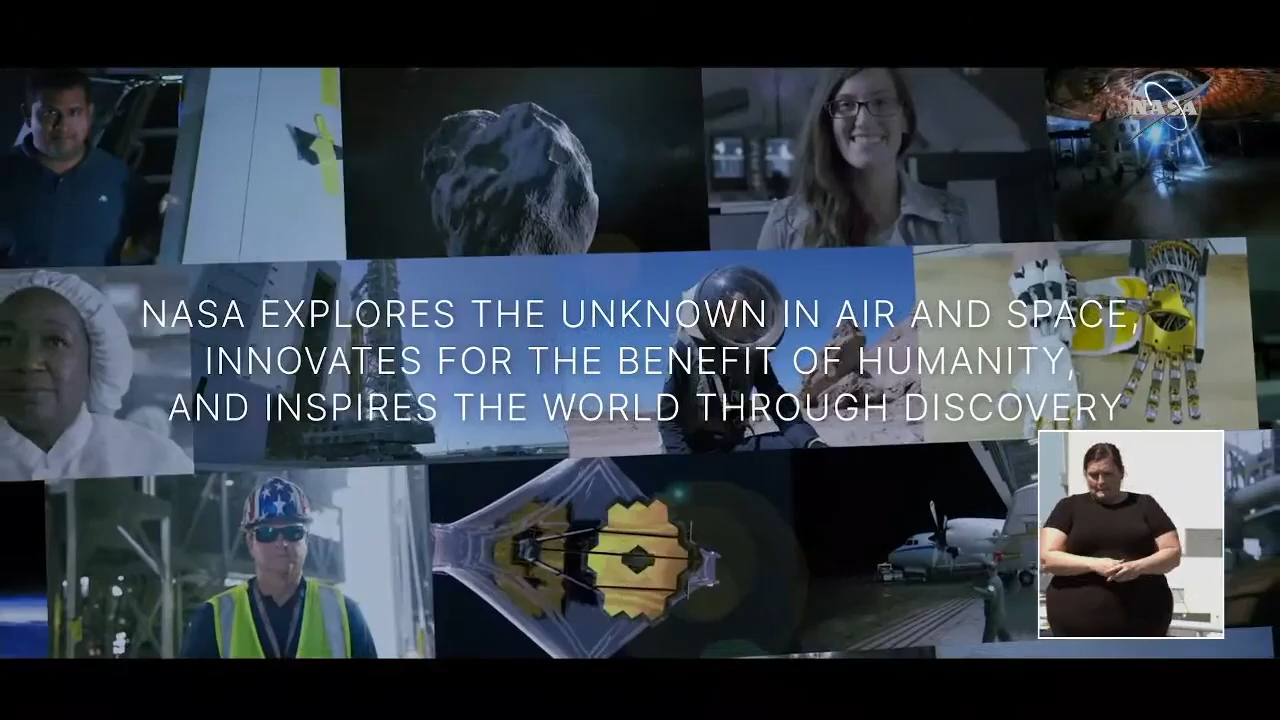 NASA
NASA EXPLORES THE UNKNOWN IN AIR AND SPACE,
INNOVATES FOR THE BENEFIT OF HUMANITY,
AND INSPIRES THE WORLD THROUGH DISCOVERY